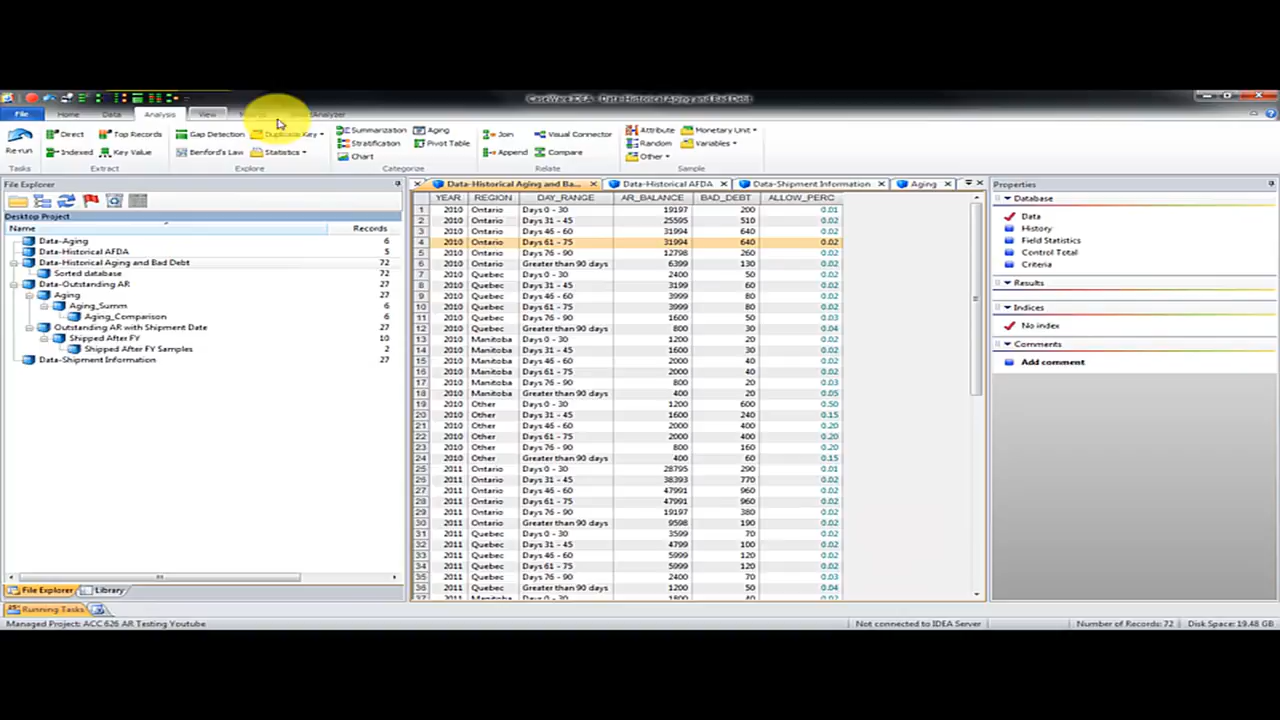 CaseWare IDEA - Data-Historical Aging and Bad Debt
File Home Data Analysis View
Direct Top Records Gap Detection Duplicate Key Summarization Aging Join Visual Connector Attribute Monetary Unit
Re-run Stratification Pivot Table Random Variables
Indexed Key Value Benford's Law Statistics Chart Append Compare Other
Tasks Extract Explore Categorize Relate Sample
File Explorer
Desktop Project
Name Records
Data-Aging 6
Data-Historical AFDA 5
Data-Historical Aging and Bad Debt 72
Sorted database 72
Data-Outstanding AR 27
Aging 27
Aging_Summ 6
Aging_Comparison 6
Outstanding AR with Shipment Date 27
Shipped After FY 10
Shipped After FY Samples 2
Data-Shipment Information 27
File Explorer Library
Running Tasks
Managed Project: ACC 626 AR Testing Youtube
Data-Historical Aging and Ba... Data-Historical AFDA Data-Shipment Information Aging
YEAR REGION DAY_RANGE AR_BALANCE BAD_DEBT ALLOW_PERC
1 2010 Ontario Days 0 - 30 19197 200 0.01
2 2010 Ontario Days 31 - 45 25595 510 0.02
3 2010 Ontario Days 46 - 60 31994 640 0.02
4 2010 Ontario Days 61 - 75 31994 640 0.02
5 2010 Ontario Days 76 - 90 12798 260 0.02
6 2010 Ontario Greater than 90 days 6399 130 0.02
7 2010 Quebec Days 0 - 30 2400 50 0.02
8 2010 Quebec Days 31 - 45 3199 60 0.02
9 2010 Quebec Days 46 - 60 3999 80 0.02
10 2010 Quebec Days 61 - 75 3999 80 0.02
11 2010 Quebec Days 76 - 90 1600 50 0.03
12 2010 Quebec Greater than 90 days 800 30 0.04
13 2010 Manitoba Days 0 - 30 1200 20 0.02
14 2010 Manitoba Days 31 - 45 1600 30 0.02
15 2010 Manitoba Days 46 - 60 2000 40 0.02
16 2010 Manitoba Days 61 - 75 2000 40 0.02
17 2010 Manitoba Days 76 - 90 800 20 0.03
18 2010 Manitoba Greater than 90 days 400 20 0.05
19 2010 Other Days 0 - 30 1200 600 0.50
20 2010 Other Days 31 - 45 1600 240 0.15
21 2010 Other Days 46 - 60 2000 400 0.20
22 2010 Other Days 61 - 75 2000 400 0.20
23 2010 Other Days 76 - 90 800 160 0.20
24 2010 Other Greater than 90 days 400 60 0.15
25 2011 Ontario Days 0 - 30 28795 290 0.01
26 2011 Ontario Days 31 - 45 38393 770 0.02
27 2011 Ontario Days 46 - 60 47991 960 0.02
28 2011 Ontario Days 61 - 75 47991 960 0.02
29 2011 Ontario Days 76 - 90 19197 380 0.02
30 2011 Ontario Greater than 90 days 9598 190 0.02
31 2011 Quebec Days 0 - 30 3599 70 0.02
32 2011 Quebec Days 31 - 45 4799 100 0.02
33 2011 Quebec Days 46 - 60 5999 120 0.02
34 2011 Quebec Days 61 - 75 5999 120 0.02
35 2011 Quebec Days 76 - 90 2400 70 0.03
36 2011 Quebec Greater than 90 days 1200 50 0.04
37 2011 Manitoba Days 0 - 30 1800 40 0.02
Properties
Database
Data
History
Field Statistics
Control Total
Criteria
Results
Indices
No index
Comments
Add comment
Not connected to IDEA Server Number of Records: 72 Disk Space: 19.48 GB